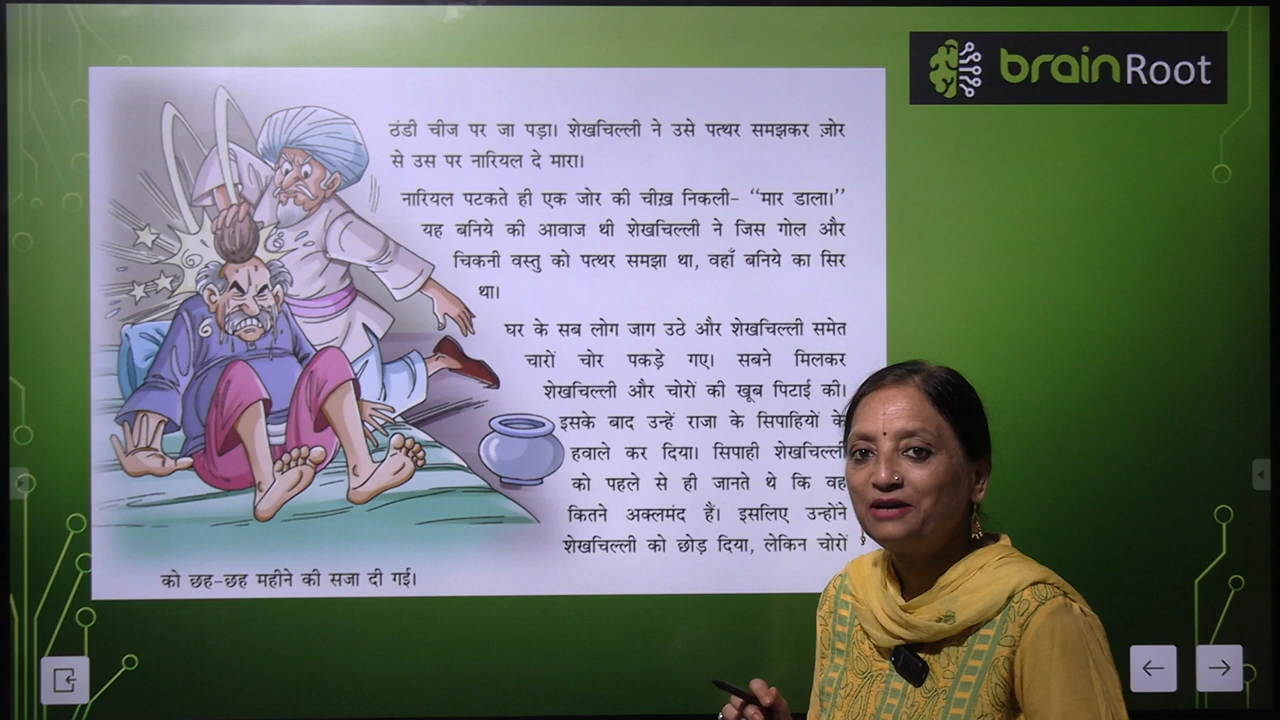 brainRoot
ठंडी चीज पर जा पड़ा। शेखचिल्ली ने उसे पत्थर समझकर ज़ोर
से उस पर नारियल दे मारा।
नारियल पटकते ही एक जोर की चीख़ निकली- ‘‘मार डाला।’’
यह बनिये की आवाज थी शेखचिल्ली ने जिस गोल और
चिकनी वस्तु को पत्थर समझा था, वहाँ बनिये का सिर
था।
घर के सब लोग जाग उठे और शेखचिल्ली समेत
चारों चोर पकड़े गए। सबने मिलकर
शेखचिल्ली और चोरों की खूब पिटाई की।
इसके बाद उन्हें राजा के सिपाहियों के
हवाले कर दिया। सिपाही शेखचिल्ली
को पहले से ही जानते थे कि वह
कितने अक्लमंद हैं। इसलिए उन्होंने
शेखचिल्ली को छोड़ दिया, लेकिन चोरों
को छह-छह महीने की सजा दी गई।